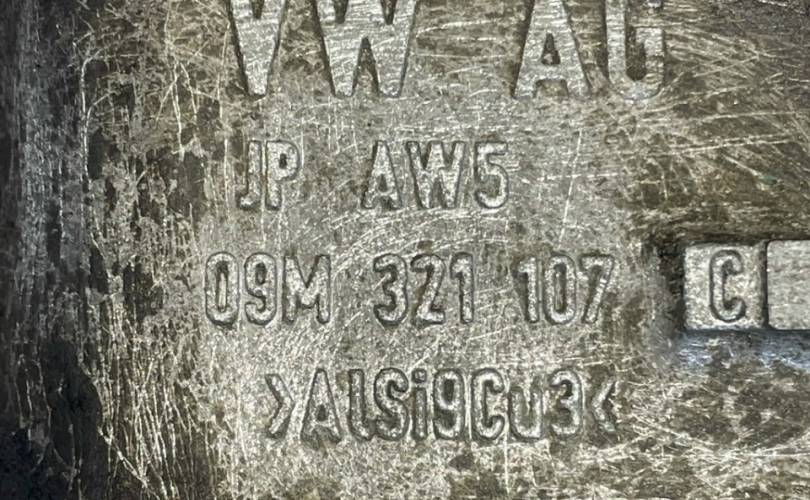 VW AG
JP AW5
09M 321 107 C
>AlSi9Cu3<